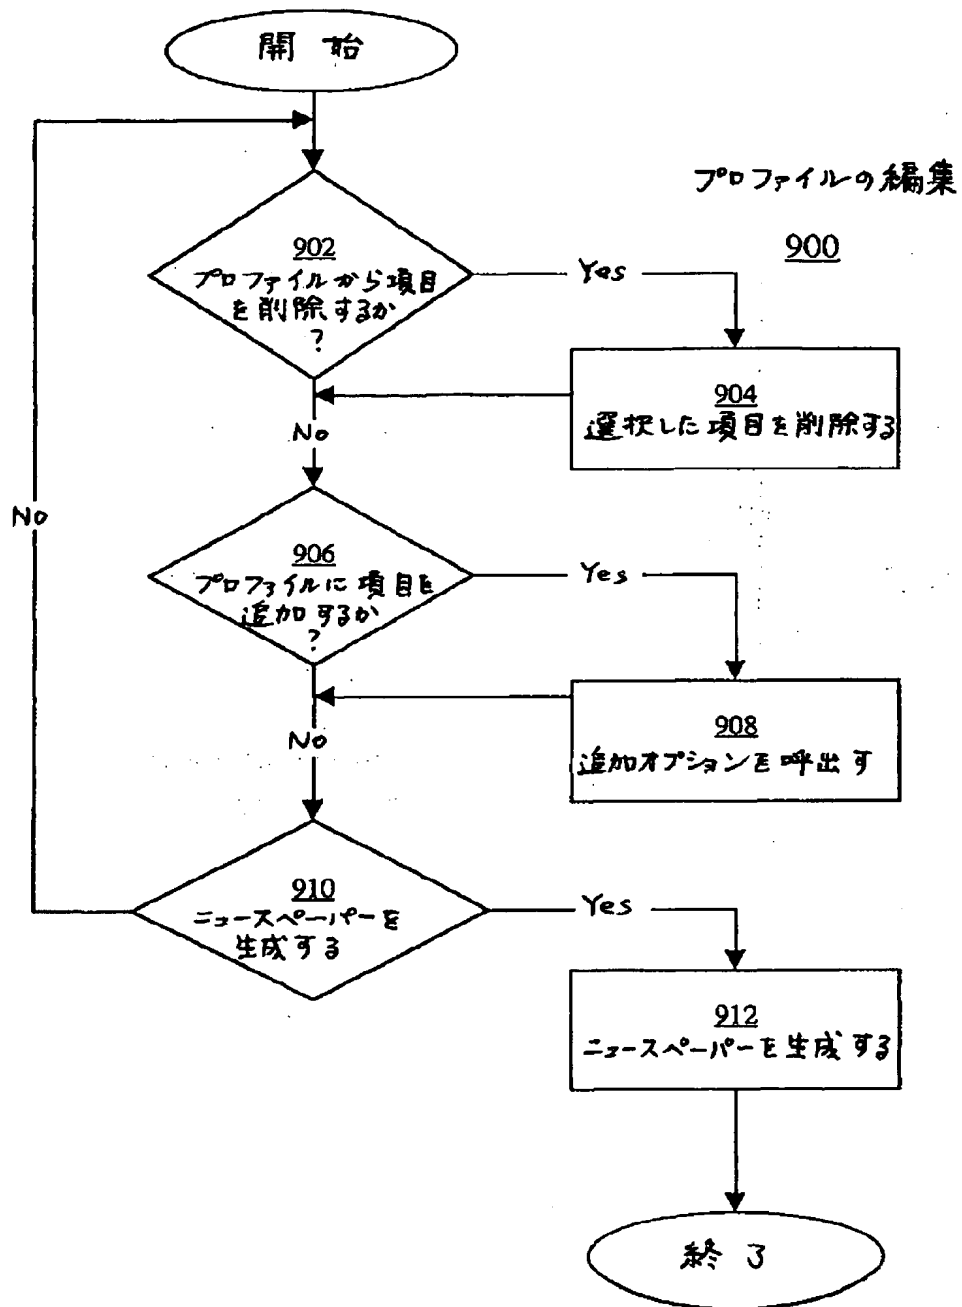 開始
プロファイルの編集
900
902
プロファイルから項目
を削除するか
?
Yes
904
選択した項目を削除する
No
No
906
プロファイルに項目を
追加するか
?
Yes
908
追加オプションを呼出す
No
910
ニュースペーパーを
生成する
Yes
912
ニュースペーパーを生成する
終了